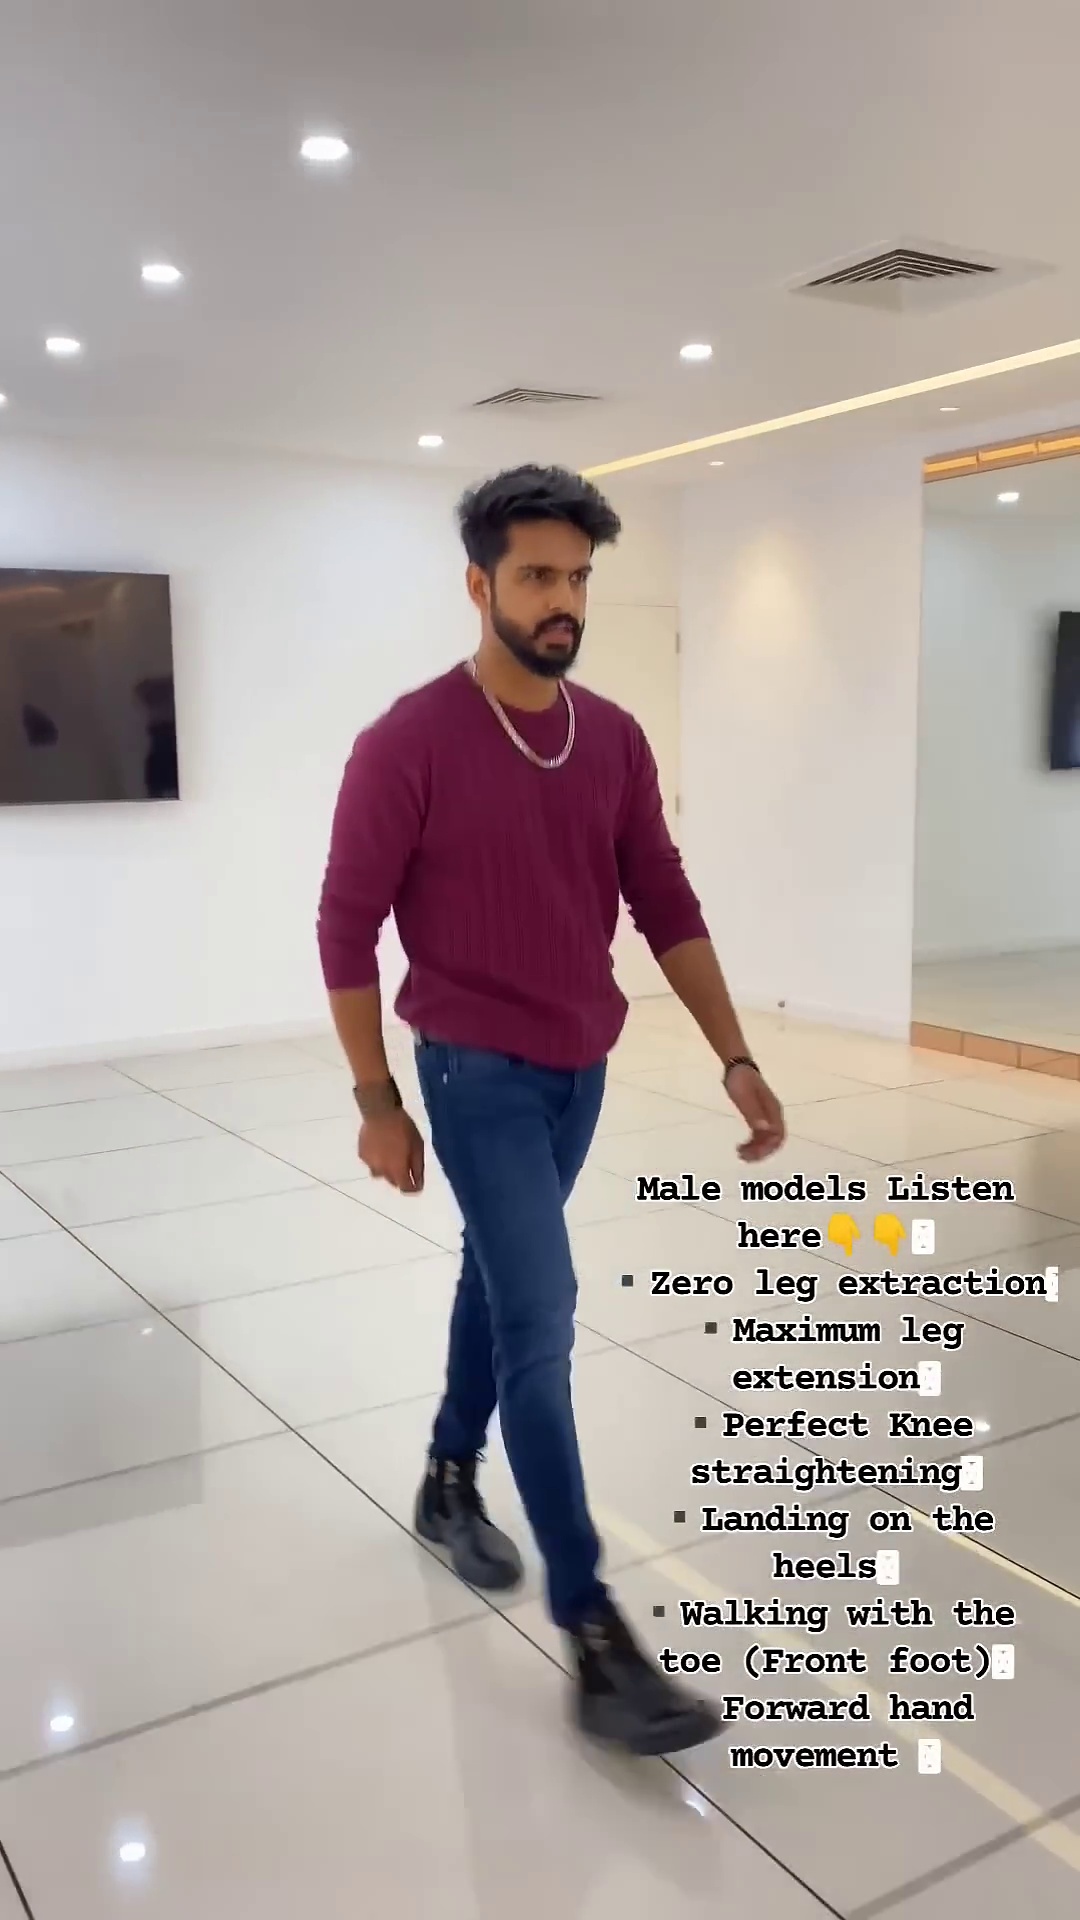 Male models Listen
here👇👇
▪ Zero leg extraction
▪ Maximum leg
extension
▪ Perfect Knee
straightening
▪ Landing on the
heels
▪ Walking with the
toe (Front foot)
▪ Forward hand
movement